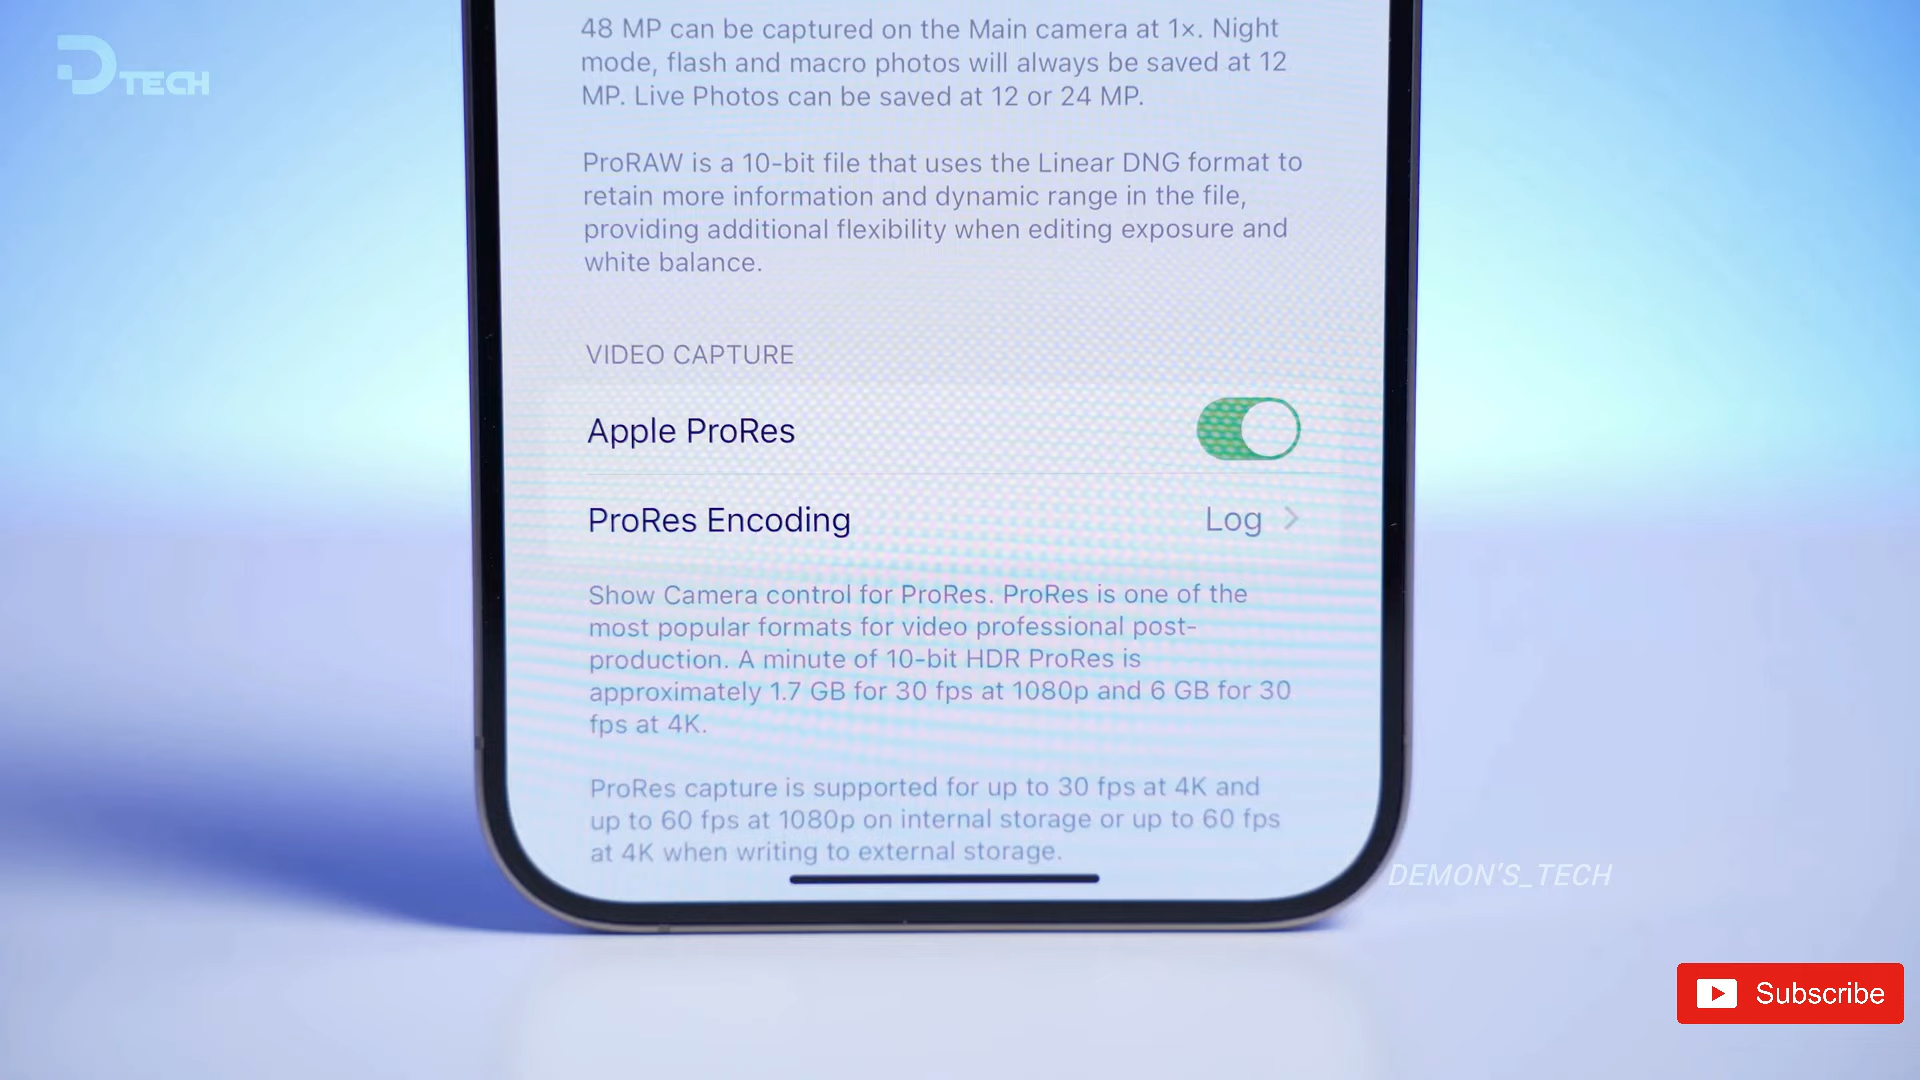 D TECH
48 MP can be captured on the Main camera at 1×. Night
mode, flash and macro photos will always be saved at 12
MP. Live Photos can be saved at 12 or 24 MP.
ProRAW is a 10-bit file that uses the Linear DNG format to
retain more information and dynamic range in the file,
providing additional flexibility when editing exposure and
white balance.
VIDEO CAPTURE
Apple ProRes
ProRes Encoding Log
Show Camera control for ProRes. ProRes is one of the
most popular formats for video professional post-
production. A minute of 10-bit HDR ProRes is
approximately 1.7 GB for 30 fps at 1080p and 6 GB for 30
fps at 4K.
ProRes capture is supported for up to 30 fps at 4K and
up to 60 fps at 1080p on internal storage or up to 60 fps
at 4K when writing to external storage.
DEMON'S_TECH
Subscribe